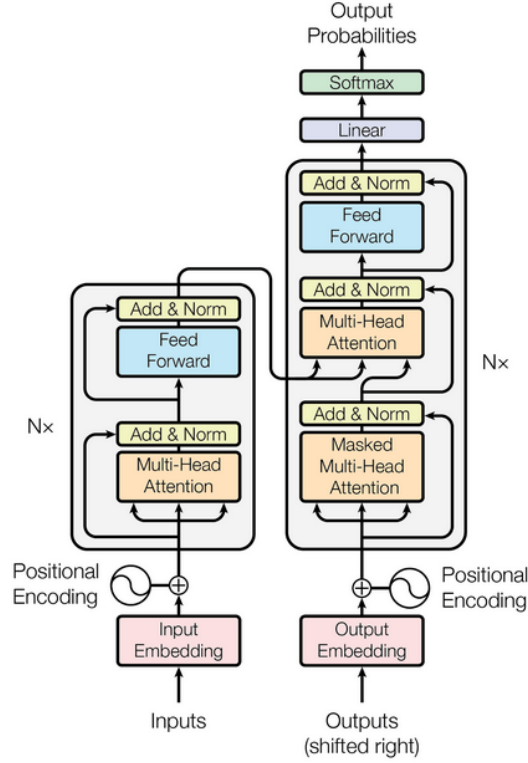 Output
Probabilities
Softmax
Linear
Add & Norm
Feed
Forward
Add & Norm
Multi-Head
Attention
Add & Norm
Masked
Multi-Head
Attention
N×
Add & Norm
Feed
Forward
Add & Norm
Multi-Head
Attention
N×
Positional
Encoding
Positional
Encoding
Input
Embedding
Output
Embedding
Inputs
Outputs
(shifted right)